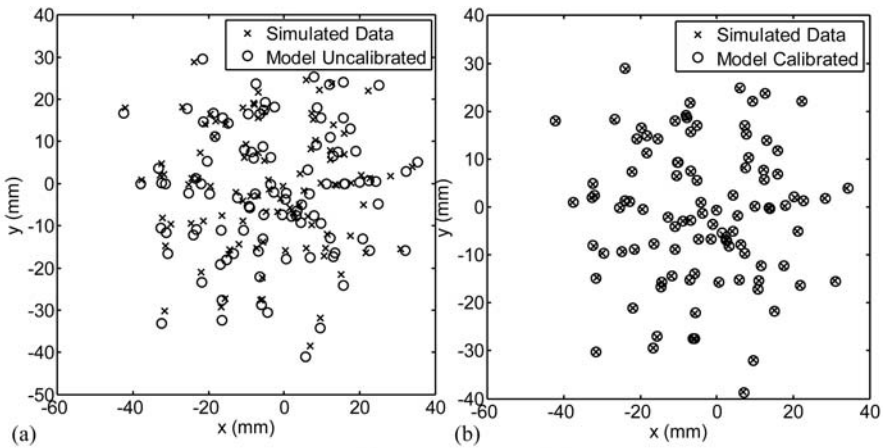 40
30
20
10
0
-10
-20
-30
-40
-50
y (mm)
× Simulated Data
○ Model Uncalibrated
-60 -40 -20 0 20 40
x (mm)
(a)
40
30
20
10
0
-10
-20
-30
-40
y (mm)
× Simulated Data
○ Model Calibrated
-60 -40 -20 0 20 40
x (mm)
(b)